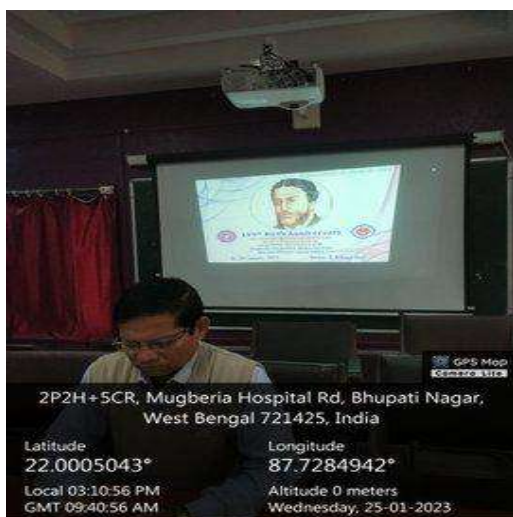 BIRTH ANNIVERSARY
GPS Map
Camera Lite
2P2H+5CR, Mugberia Hospital Rd, Bhupati Nagar,
West Bengal 721425, India
Latitude
22.0005043°
Longitude
87.7284942°
Local 03:10:56 PM
GMT 09:40:56 AM
Altitude 0 meters
Wednesday, 25-01-2023